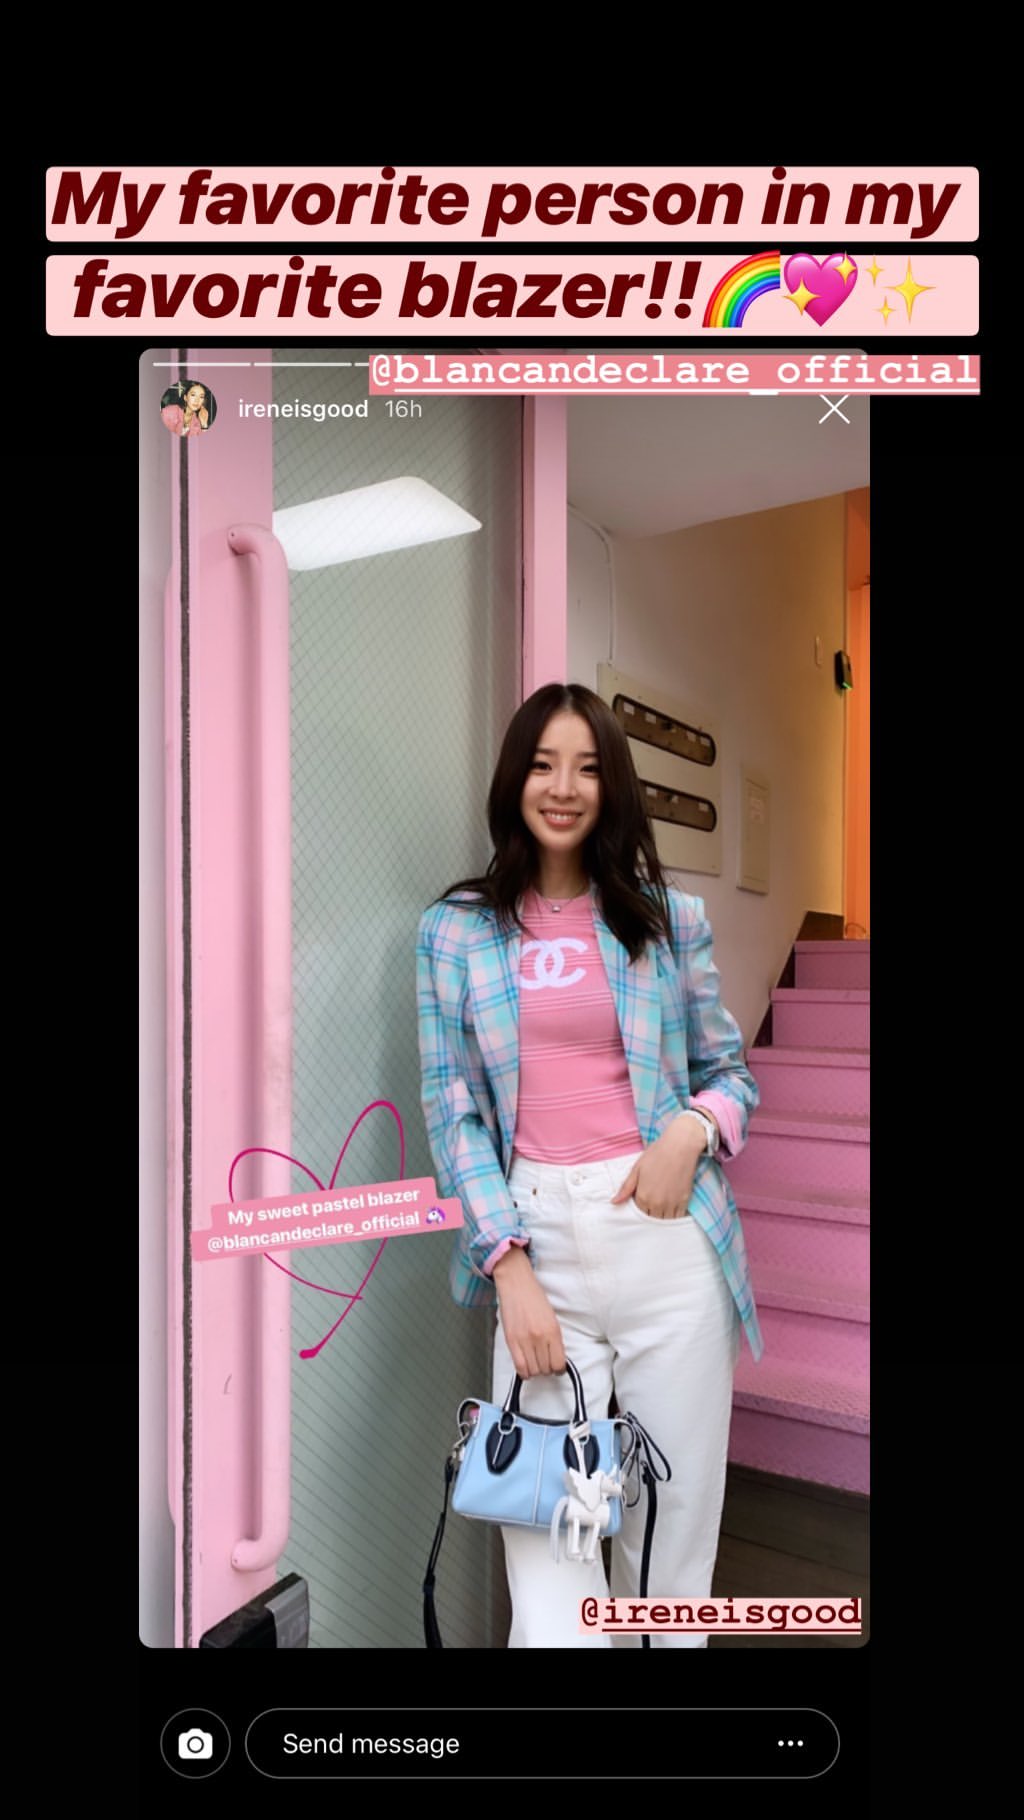 My favorite person in my
favorite blazer!!🌈💖✨
@blancandeclare_official
ireneisgood 16h
My sweet pastel blazer
@blancandeclare_official 🦄
@ireneisgood
Send message